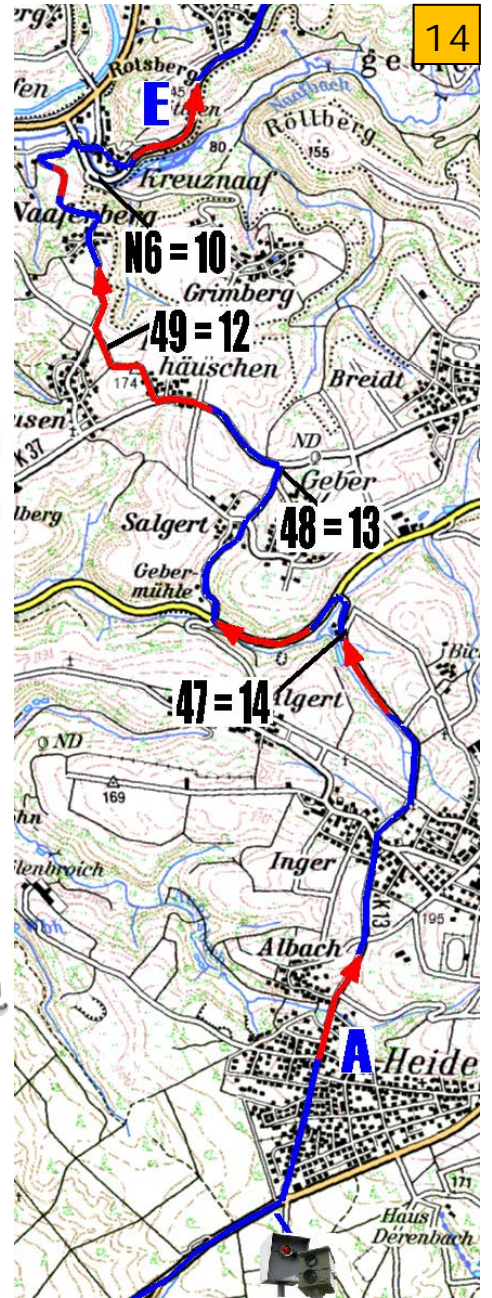 14
Rotsberg
E
80.
Röllberg
155
Naafbach
Kreuznaaf
Naafenberg
N6 = 10
Grimberg
49 = 12
häuschen
174
Breidt
usen
K 37
ND
Geber
lberg
Salgert
48 = 13
Geber-
mühle
47 = 14
lgert
ND
169
Inger
lenbroich
K 13
195
Albach
A
Heide
171
Haus
Derenbach